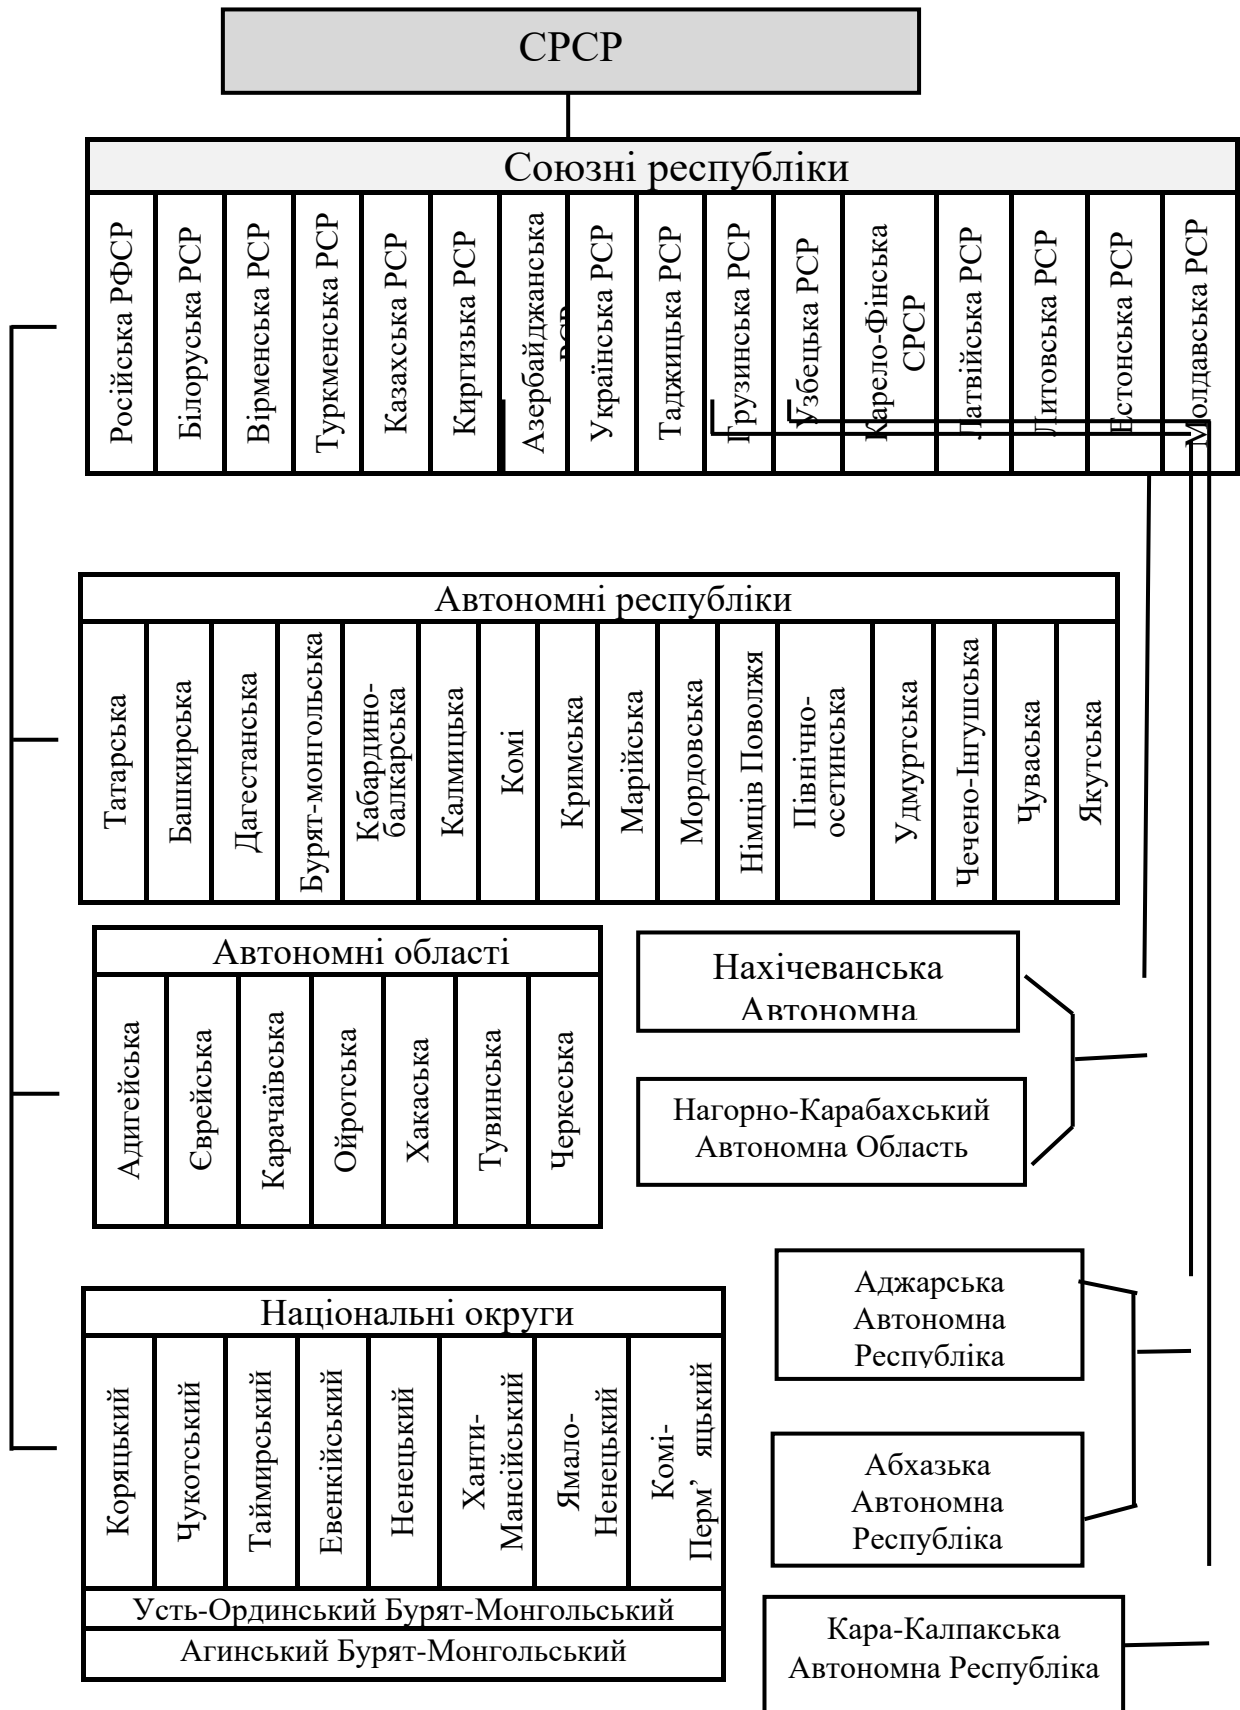 СРСР
Союзні республіки
Російська РФСР
Білоруська РСР
Вірменська РСР
Туркменська РСР
Казахська РСР
Киргизька РСР
Азербайджанська
РСР
Українська РСР
Таджицька РСР
Грузинська РСР
Узбецька РСР
Карело-Фінська
СРСР
Латвійська РСР
Литовська РСР
Естонська РСР
Молдавська РСР
Автономні республіки
Татарська
Башкирська
Дагестанська
Бурят-монгольська
Кабардино-
балкарська
Калмицька
Комі
Кримська
Марійська
Мордовська
Німців Поволжя
Північно-
осетинська
Удмуртська
Чечено-Інгушська
Чуваська
Якутська
Автономні області
Адигейська
Єврейська
Карачаївська
Ойротська
Хакаська
Тувинська
Черкеська
Нахічеванська
Автономна
Нагорно-Карабахський
Автономна Область
Аджарська
Автономна
Республіка
Абхазька
Автономна
Республіка
Кара-Калпакська
Автономна Республіка
Національні округи
Коряцький
Чукотський
Таймирський
Евенкійський
Ненецький
Ханти-
Мансійський
Ямало-
Ненецький
Комі-
Перм’ яцький
Усть-Ординський Бурят-Монгольський
Агинський Бурят-Монгольський